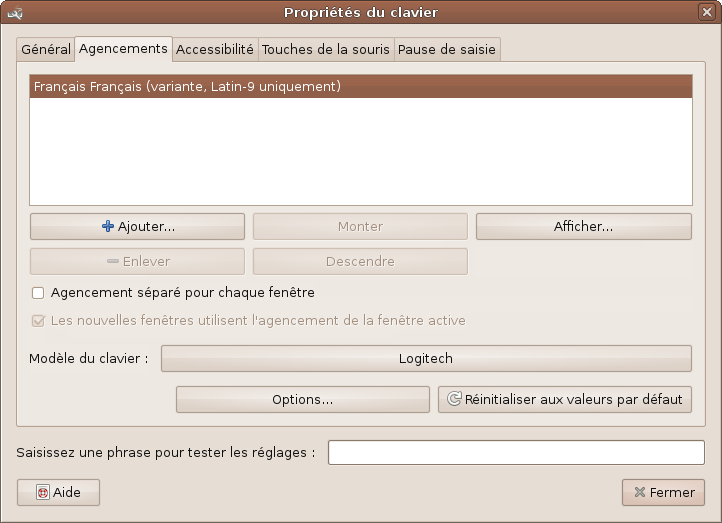 Propriétés du clavier
Général Agencements Accessibilité Touches de la souris Pause de saisie
Français Français (variante, Latin-9 uniquement)
Ajouter... Monter Afficher...
Enlever Descendre
Agencement séparé pour chaque fenêtre
Les nouvelles fenêtres utilisent l'agencement de la fenêtre active
Modèle du clavier : Logitech
Options... Réinitialiser aux valeurs par défaut
Saisissez une phrase pour tester les réglages :
Aide Fermer